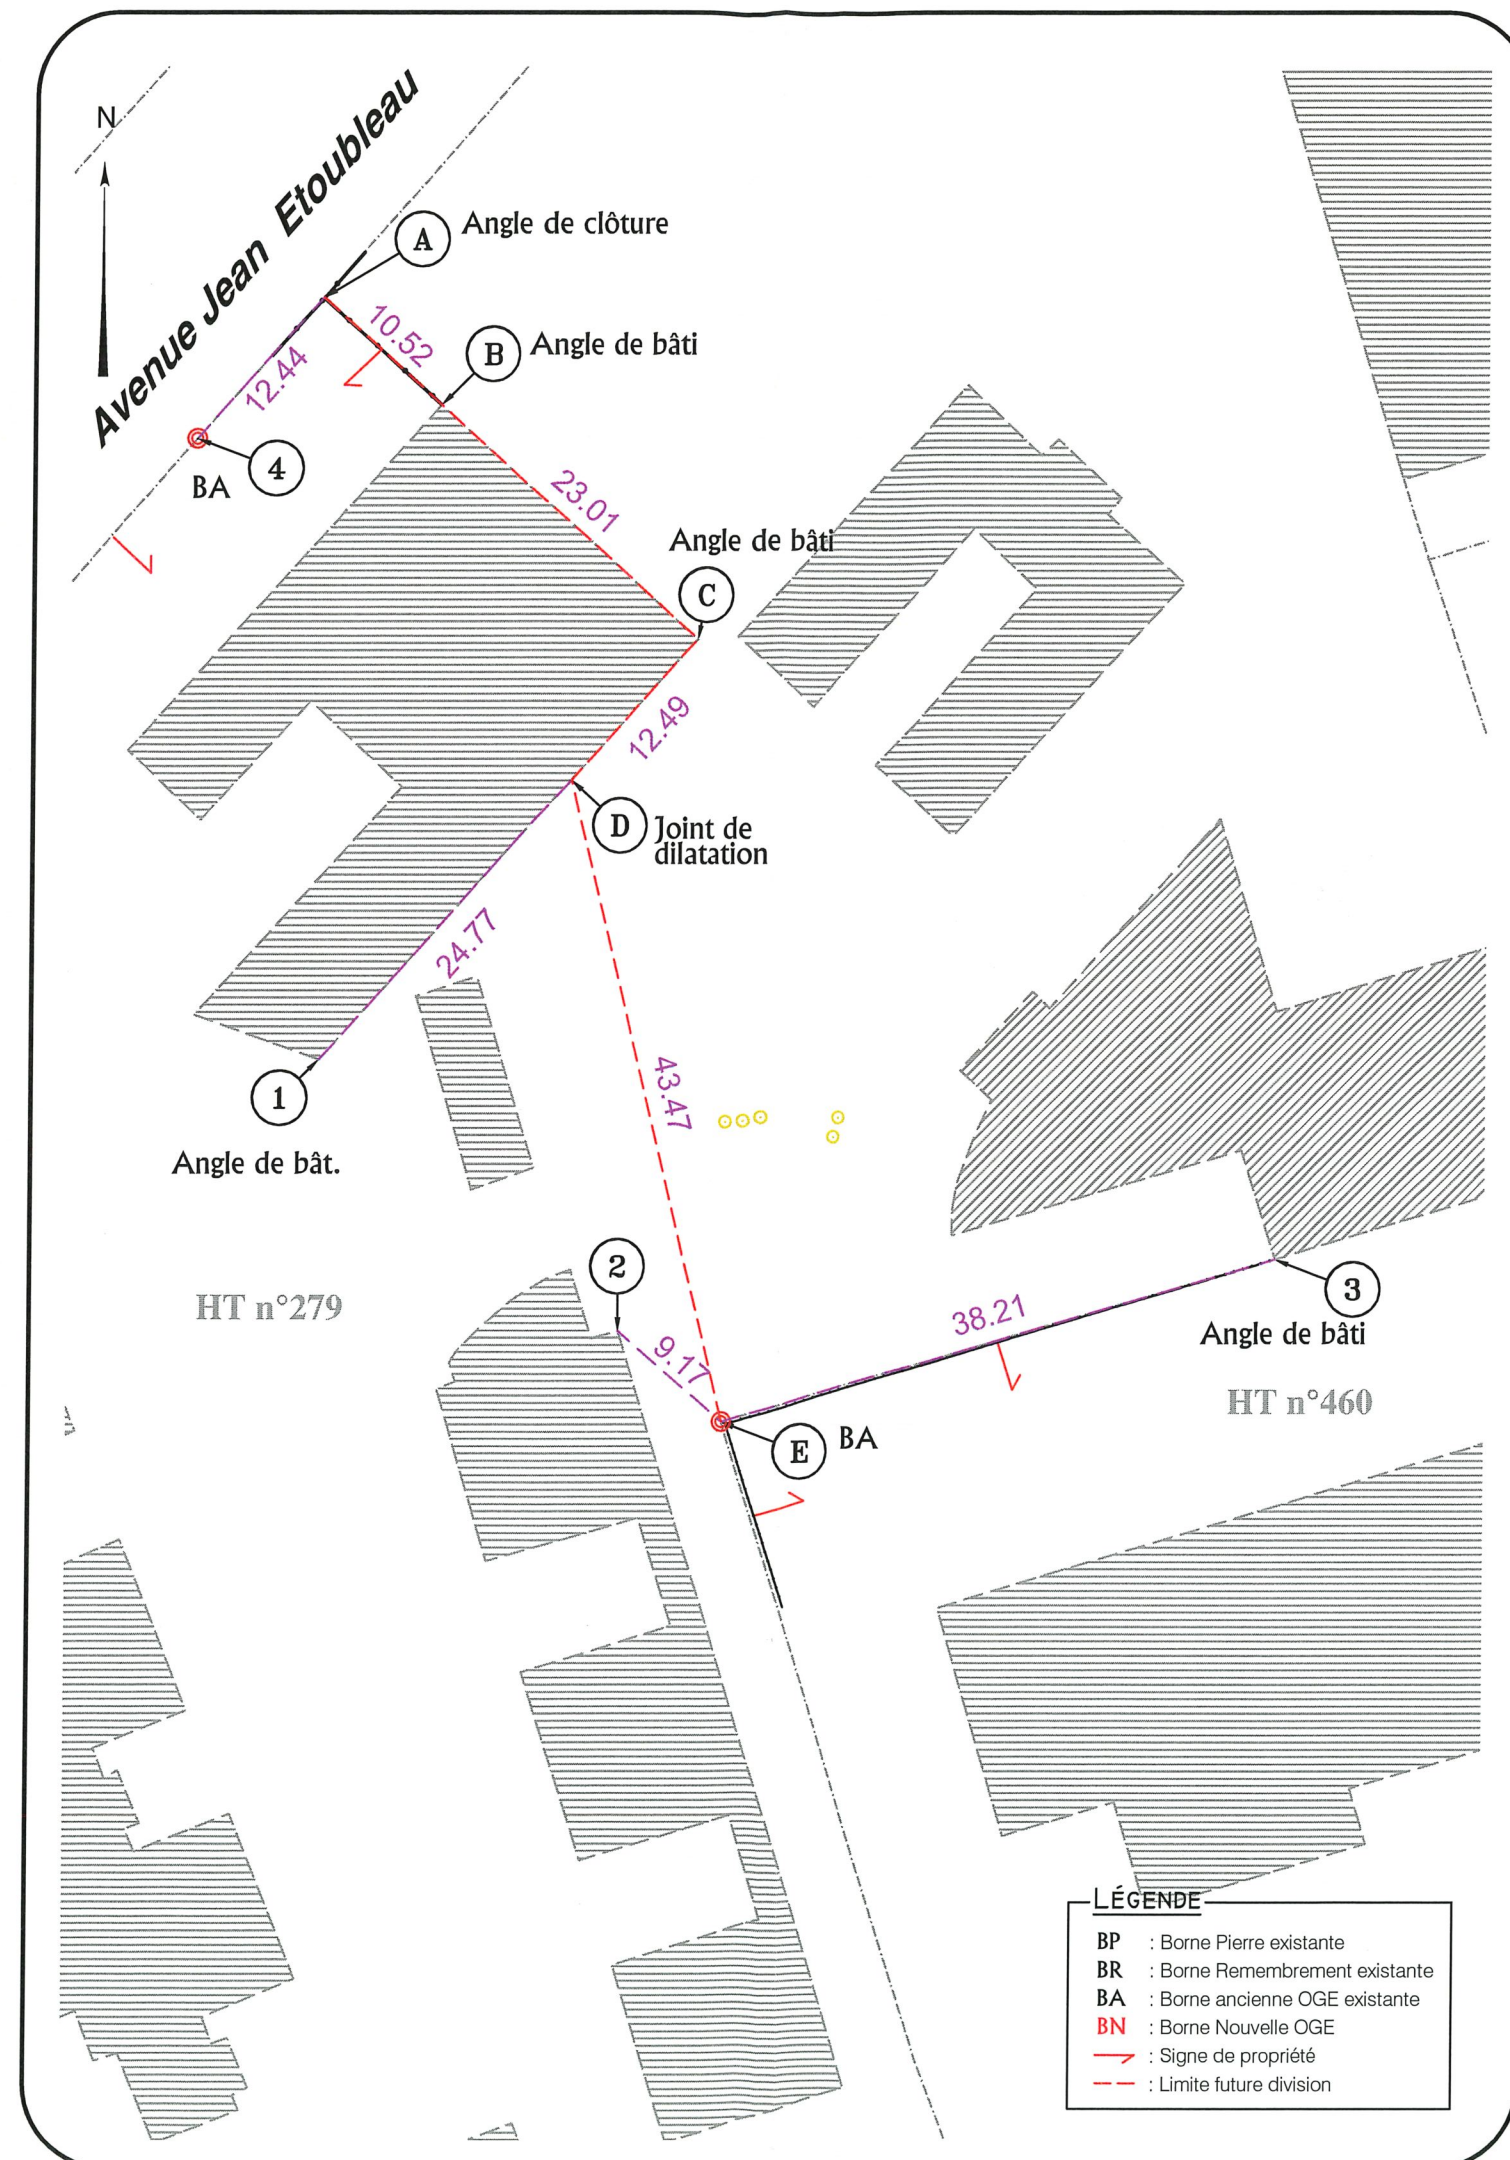 N
Avenue Jean Etoubleau
A
Angle de clôture
10.52
B
Angle de bâti
12.44
4
BA
23.01
Angle de bâti
C
12.49
D
Joint de
dilatation
24.77
1
Angle de bât.
43.47
2
HT n°279
9.17
38.21
3
Angle de bâti
HT n°460
E
BA
LÉGENDE
BP : Borne Pierre existante
BR : Borne Remembrement existante
BA : Borne ancienne OGE existante
BN : Borne Nouvelle OGE
: Signe de propriété
: Limite future division